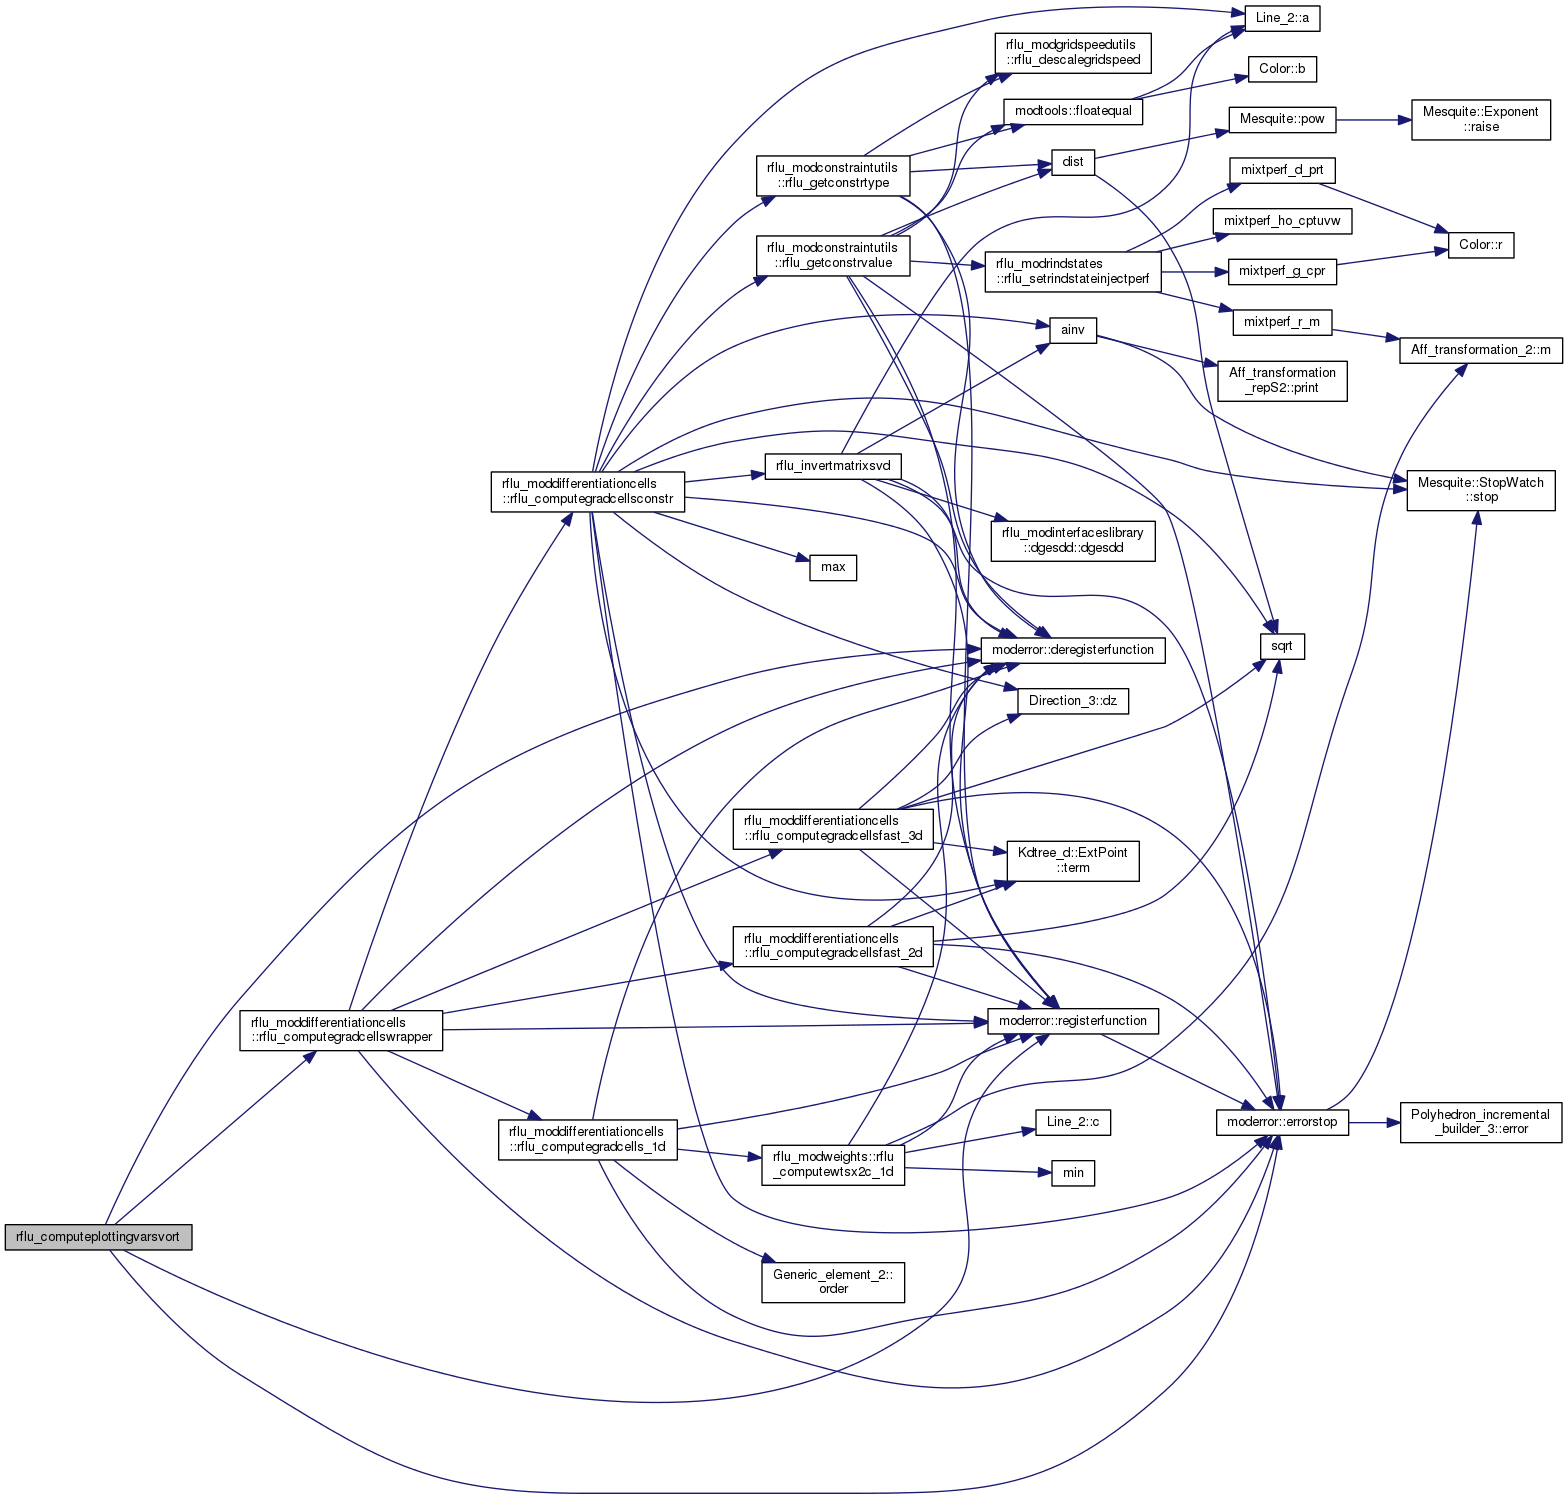 Line_2::a
rflu_modgridspeedutils
::rflu_descalegridspeed
Color::b
modtools::floatequal
Mesquite::pow
Mesquite::Exponent
::raise
rflu_modconstraintutils
::rflu_getconstrtype
dist
mixtperf_d_prt
mixtperf_ho_cptuvw
Color::r
rflu_modconstraintutils
::rflu_getconstrvalue
rflu_modrindstates
::rflu_setrindstateinjectperf
mixtperf_g_cpr
mixtperf_r_m
ainv
Aff_transformation_2::m
Aff_transformation
_repS2::print
rflu_invertmatrixsvd
rflu_moddifferentiationcells
::rflu_computegradcellsconstr
Mesquite::StopWatch
::stop
rflu_modinterfaceslibrary
::dgesdd::dgesdd
max
moderror::deregisterfunction
sqrt
Direction_3::dz
rflu_moddifferentiationcells
::rflu_computegradcellsfast_3d
Kdtree_d::ExtPoint
::term
rflu_moddifferentiationcells
::rflu_computegradcellsfast_2d
rflu_moddifferentiationcells
::rflu_computegradcellswrapper
moderror::registerfunction
rflu_moddifferentiationcells
::rflu_computegradcells_1d
Line_2::c
moderror::errorstop
Polyhedron_incremental
_builder_3::error
rflu_modweights::rflu
_computewtsx2c_1d
min
rflu_computeplottingvarsvort
Generic_element_2::
order